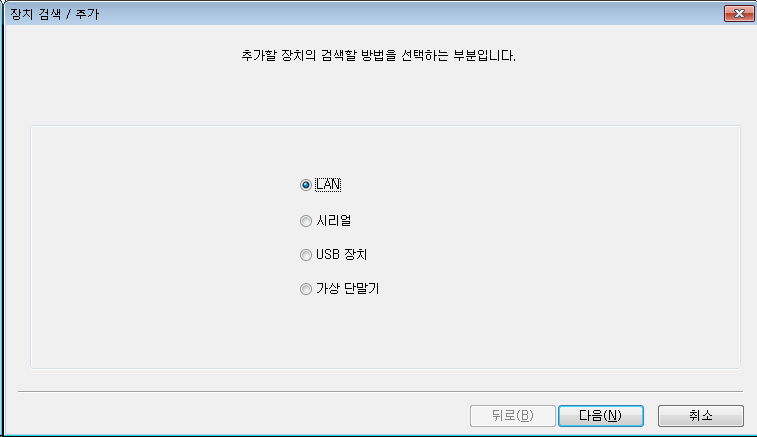 장치 검색 / 추가
추가할 장치의 검색할 방법을 선택하는 부분입니다.
LAN
시리얼
USB 장치
가상 단말기
뒤로(B) 다음(N) 취소